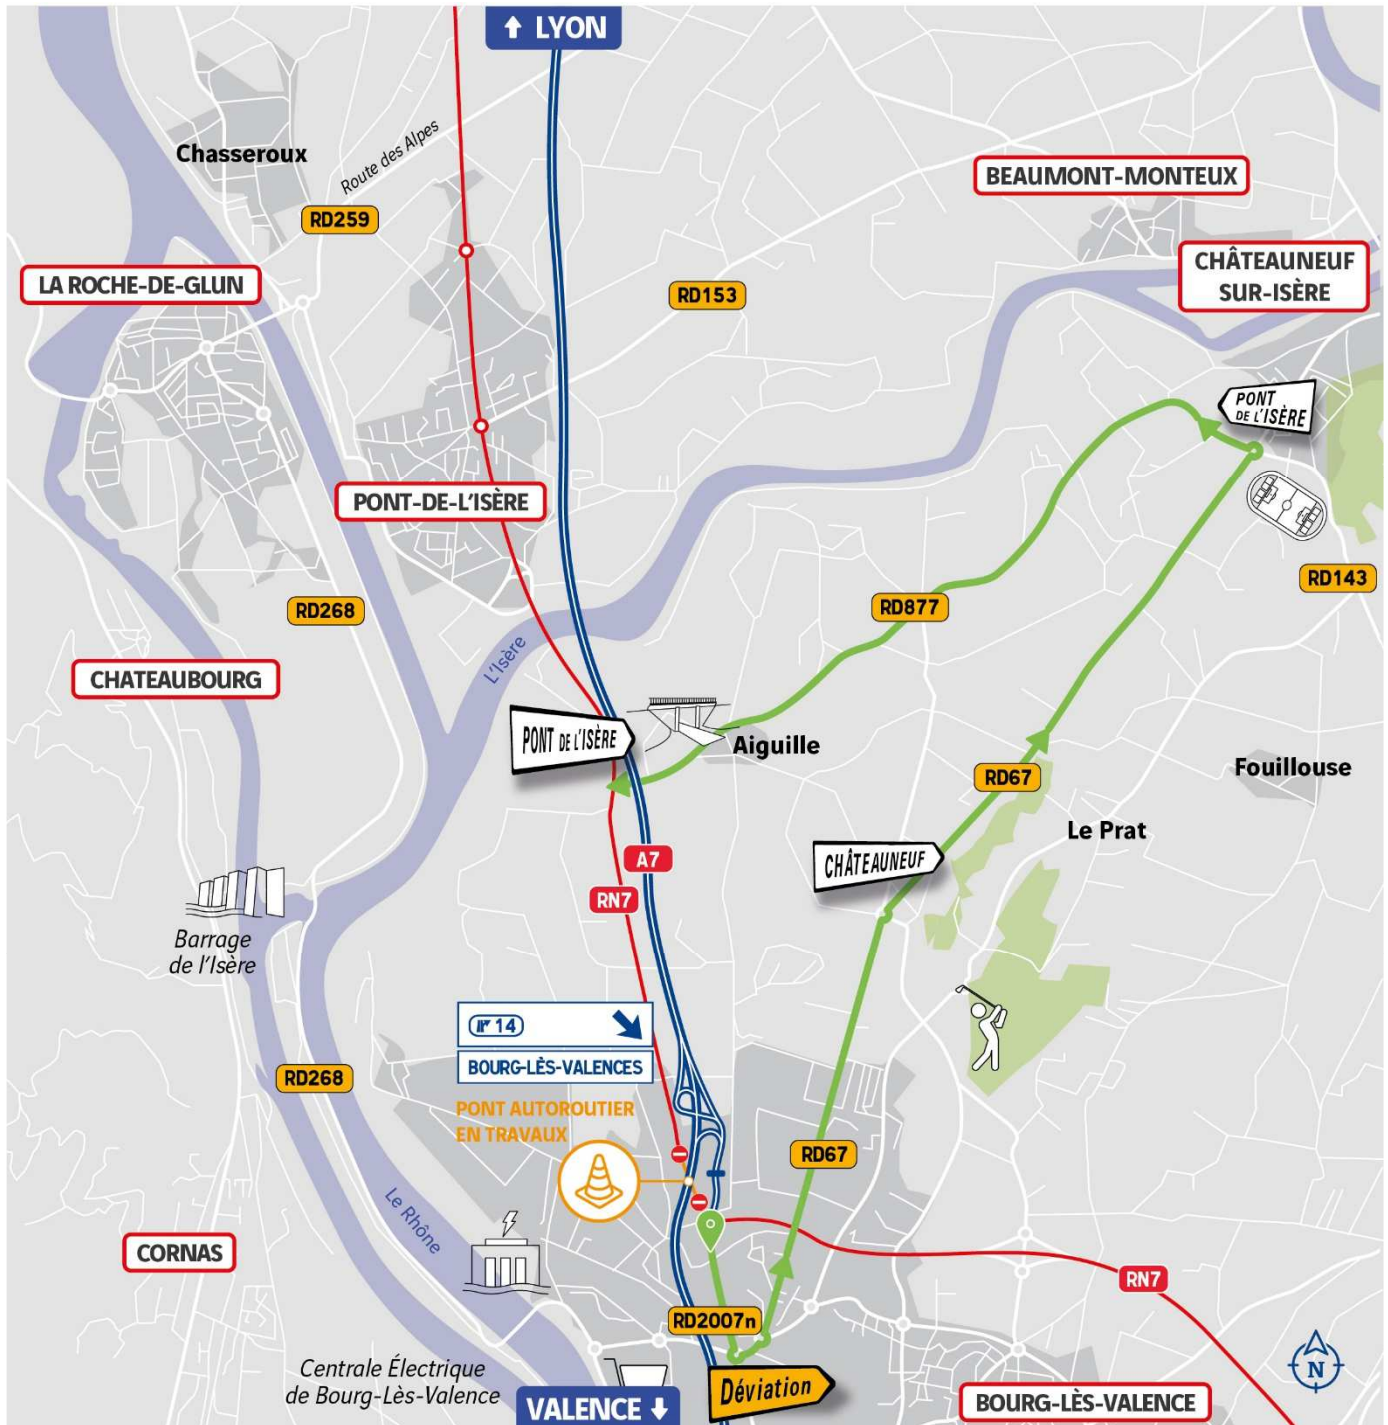 LYON
Chasseroux
Route des Alpes
RD259
BEAUMONT-MONTEUX
CHÂTEAUNEUF
SUR-ISÈRE
LA ROCHE-DE-GLUN
RD153
PONT
DE L'ISÈRE
PONT-DE-L'ISÈRE
RD143
RD268
RD877
L'Isère
CHATEAUBOURG
PONT DE L'ISÈRE
Aiguille
Fouillouse
RD67
Le Prat
A7
CHÂTEAUNEUF
RN7
Barrage
de l'Isère
14
BOURG-LÈS-VALENCES
RD268
PONT AUTOROUTIER
EN TRAVAUX
RD67
Le Rhône
CORNAS
RN7
RD2007n
Centrale Électrique
de Bourg-Lès-Valence
Déviation
VALENCE
BOURG-LÈS-VALENCE
N